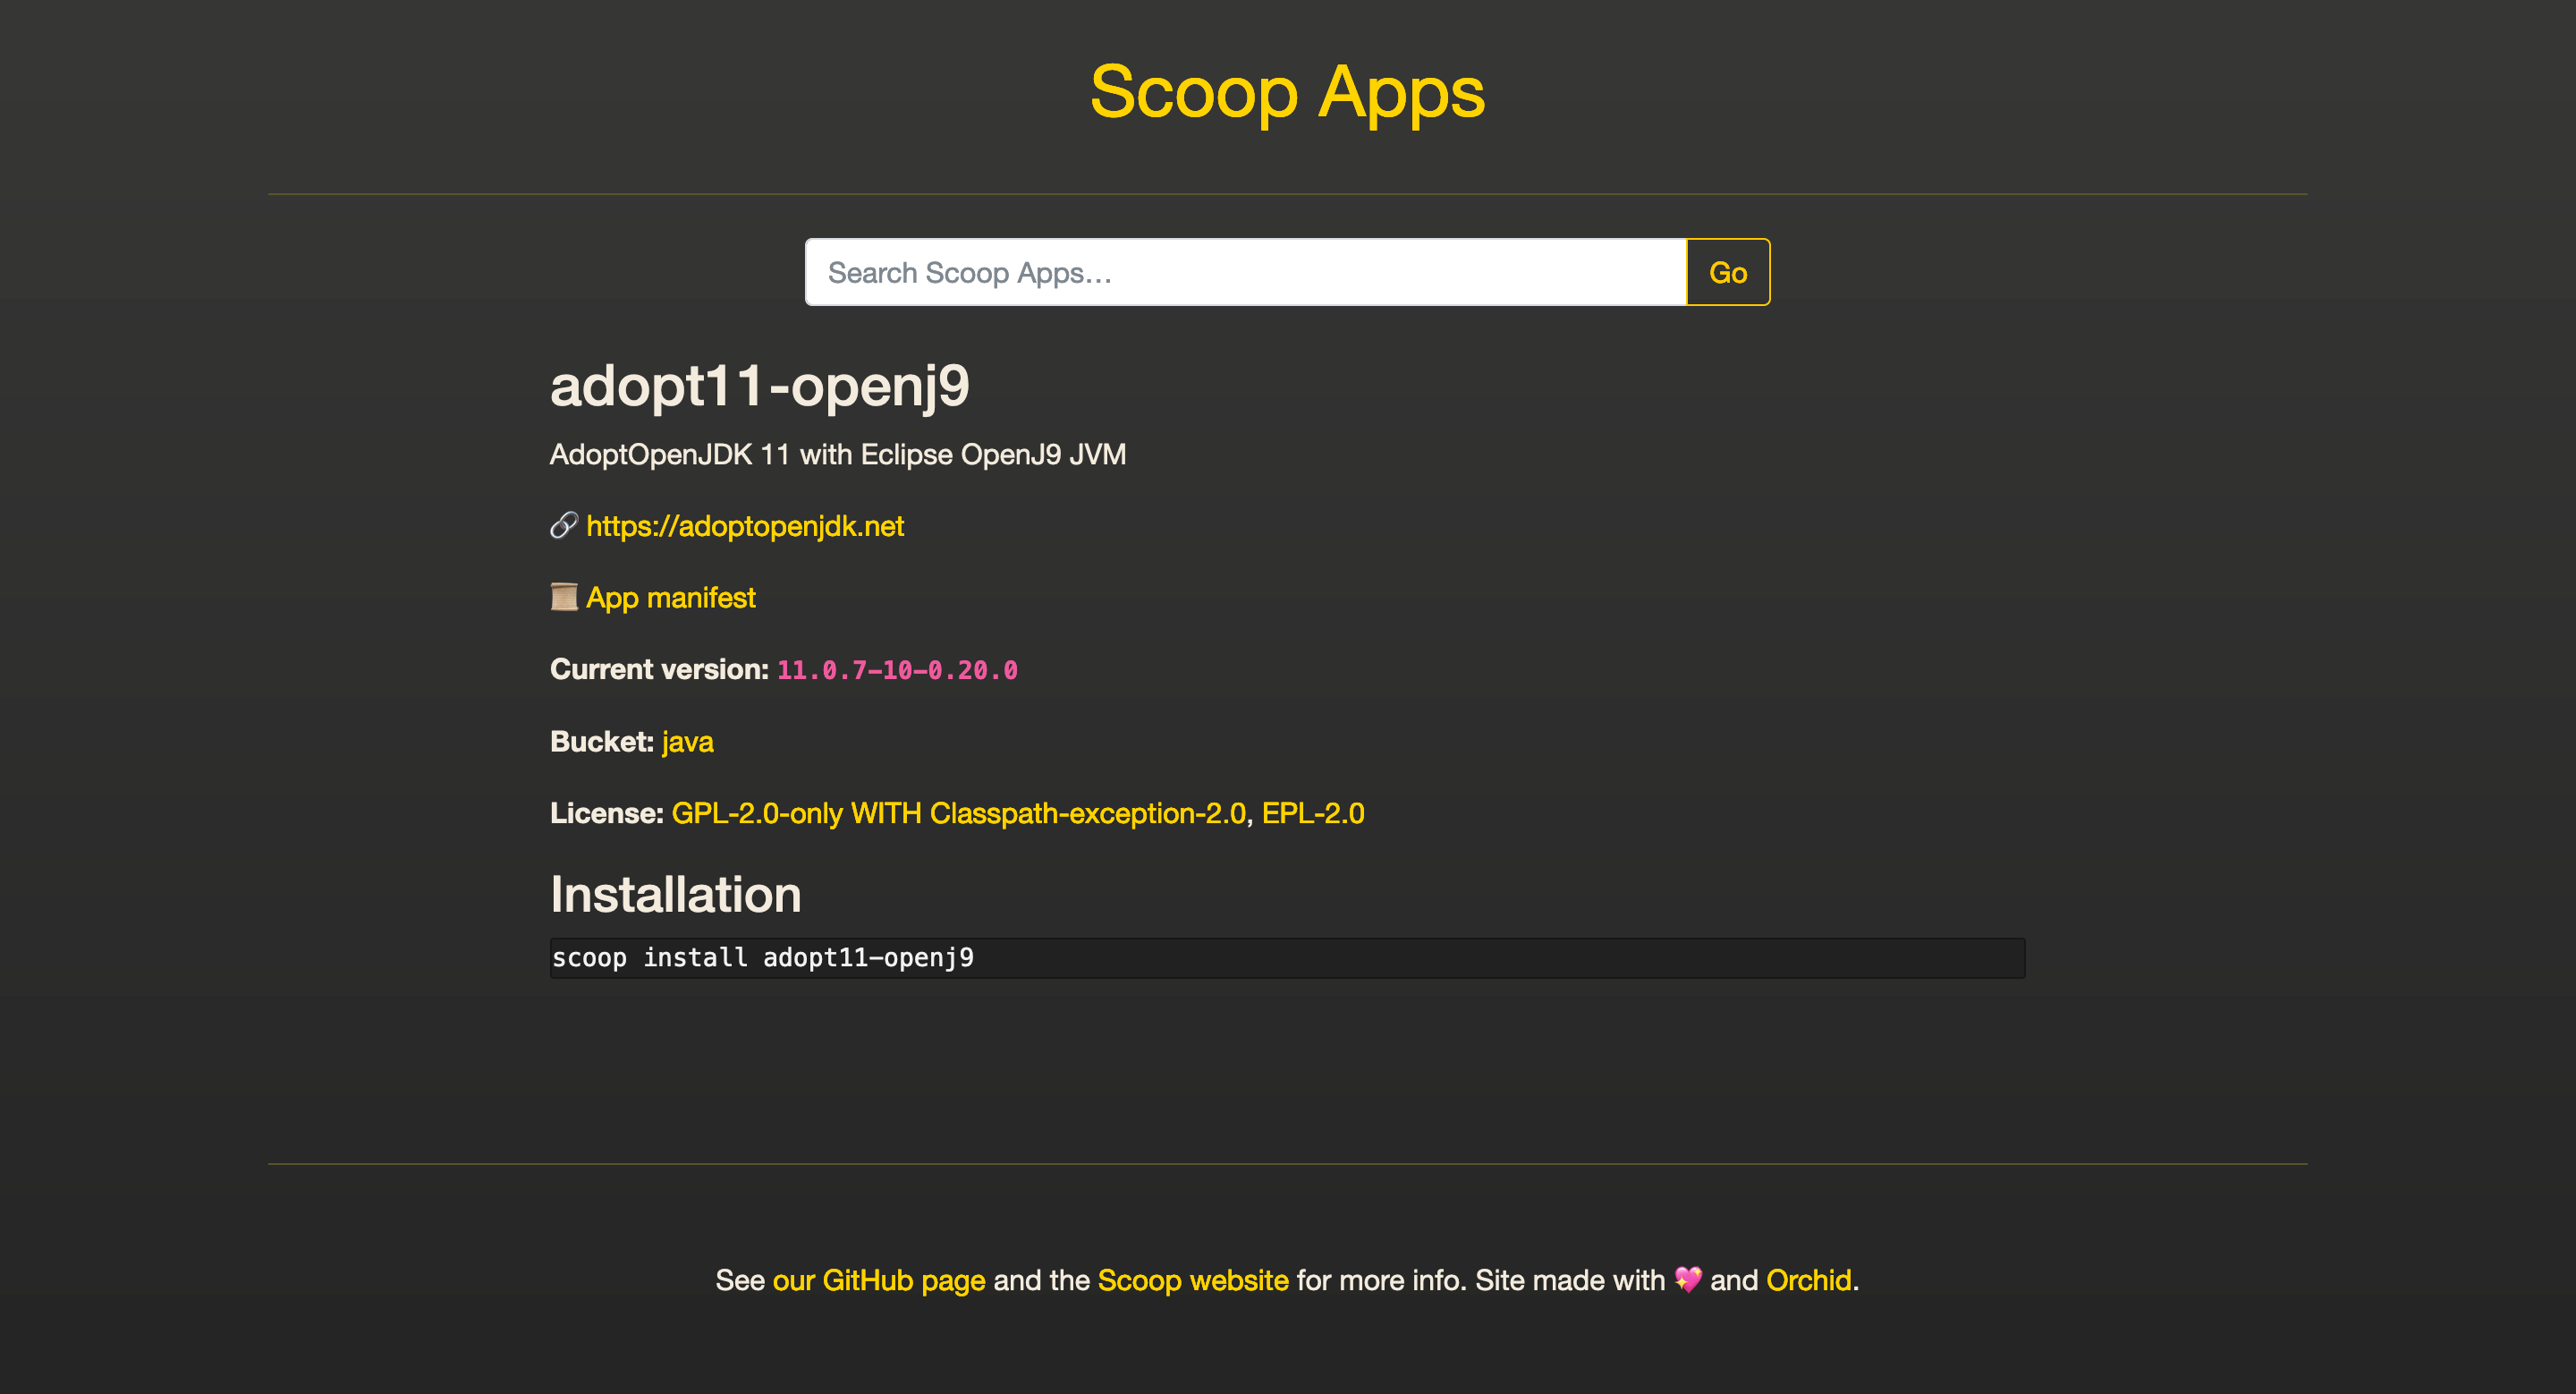 Scoop Apps
Search Scoop Apps...
Go
adopt11-openj9
AdoptOpenJDK 11 with Eclipse OpenJ9 JVM
🔗 https://adoptopenjdk.net
📜 App manifest
Current version: 11.0.7-10-0.20.0
Bucket: java
License: GPL-2.0-only WITH Classpath-exception-2.0, EPL-2.0
Installation
scoop install adopt11-openj9
See our GitHub page and the Scoop website for more info. Site made with 💖 and Orchid.